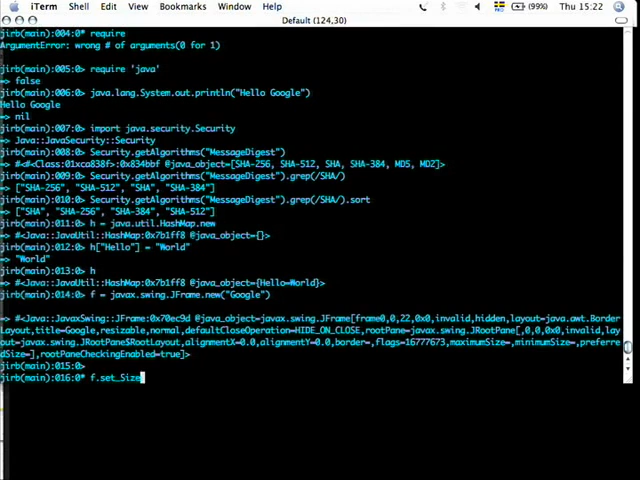 iTerm Shell Edit View Bookmarks Window Help (99%) Thu 15:22
Default (124,30)
jirb(main):004:0* require
ArgumentError: wrong # of arguments(0 for 1)
jirb(main):005:0> require 'java'
=> false
jirb(main):006:0> java.lang.System.out.println("Hello Google")
Hello Google
=> nil
jirb(main):007:0> import java.security.Security
=> Java::JavaSecurity::Security
jirb(main):008:0> Security.getAlgorithms("MessageDigest")
=> #<#<Class:01xca838f>:0x834bbf @java_object=[SHA-256, SHA-512, SHA, SHA-384, MD5, MD2]>
jirb(main):009:0> Security.getAlgorithms("MessageDigest").grep(/SHA/)
=> ["SHA-256", "SHA-512", "SHA", "SHA-384"]
jirb(main):010:0> Security.getAlgorithms("MessageDigest").grep(/SHA/).sort
=> ["SHA", "SHA-256", "SHA-384", "SHA-512"]
jirb(main):011:0> h = java.util.HashMap.new
=> #<Java::JavaUtil::HashMap:0x7b1ff8 @java_object={}>
jirb(main):012:0> h["Hello"] = "World"
=> "World"
jirb(main):013:0> h
=> #<Java::JavaUtil::HashMap:0x7b1ff8 @java_object={Hello=World}>
jirb(main):014:0> f = javax.swing.JFrame.new("Google")
=> #<Java::JavaxSwing::JFrame:0x70ec9d @java_object=javax.swing.JFrame[frame0,0,22,0x0,invalid,hidden,layout=java.awt.Border
Layout,title=Google,resizable,normal,defaultCloseOperation=HIDE_ON_CLOSE,rootPane=javax.swing.JRootPane[,0,0,0x0,invalid,lay
out=javax.swing.JRootPane$RootLayout,alignmentX=0.0,alignmentY=0.0,border=,flags=16777673,maximumSize=,minimumSize=,preferre
dSize=],rootPaneCheckingEnabled=true]>
jirb(main):015:0>
jirb(main):016:0* f.set_Size